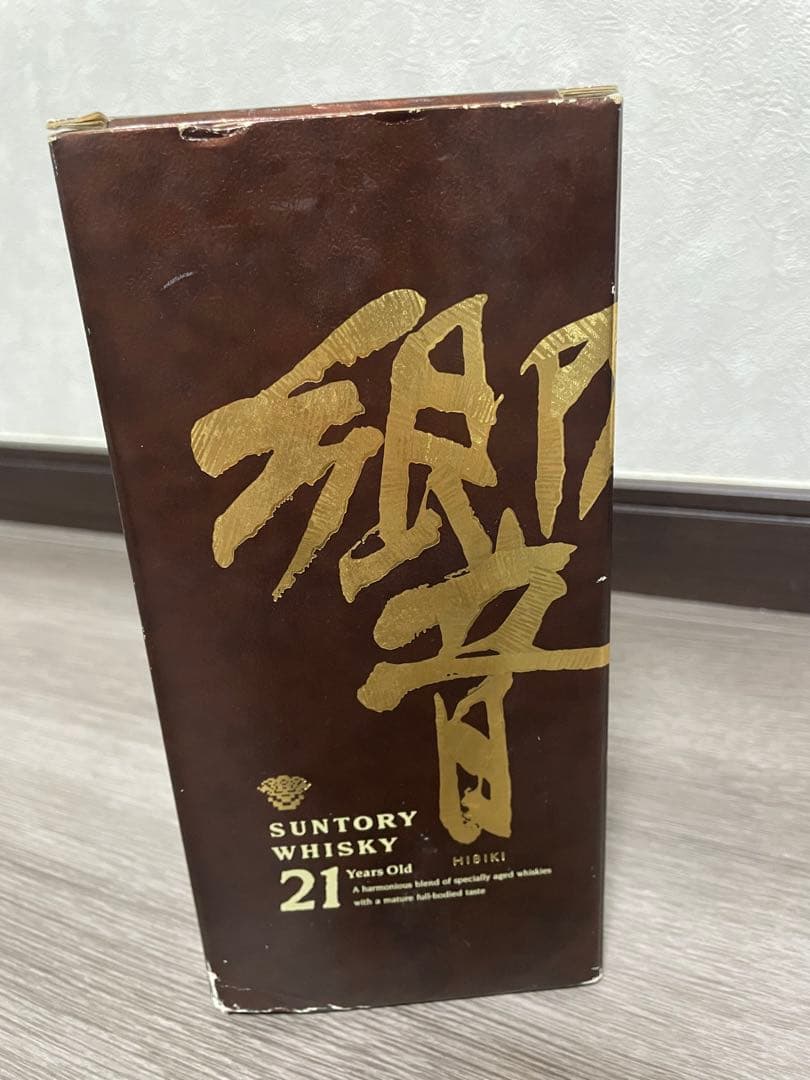 響
SUNTORY
WHISKY
HIBIKI
21 Years Old
A harmonious blend of specially aged whiskies
with a mature full-bodied taste